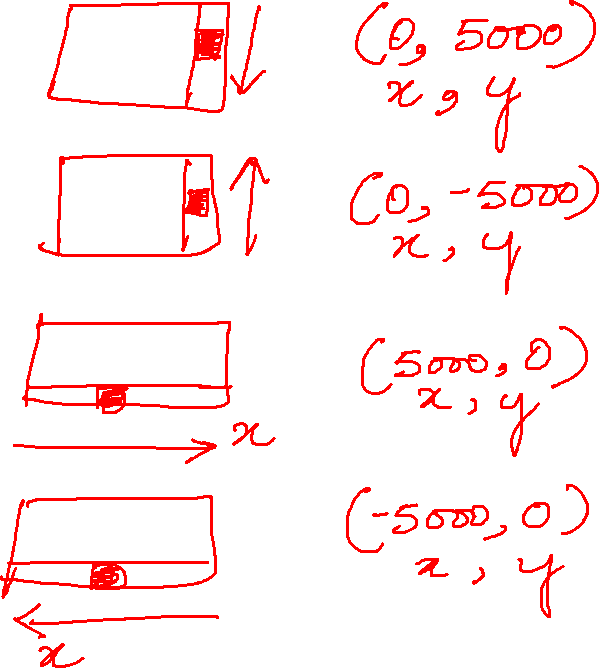 (0, 5000)
x, y
(0, -5000)
x, y
(5000, 0)
x, y
x
(-5000, 0)
x, y
x